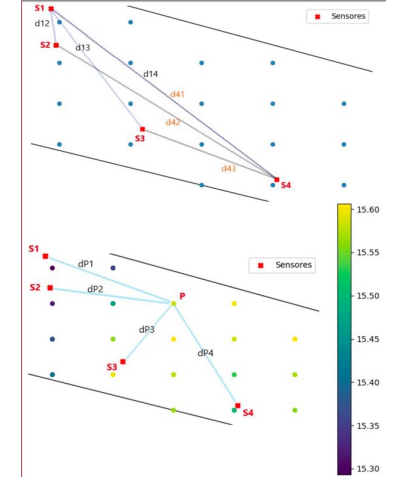 S1
Sensores
d12
S2
d13
d14
d41
d42
S3
d43
S4
15.60
S1
Sensores
dP1
15.55
S2
dP2
P
15.50
dP3
15.45
S3
dP4
15.40
S4
15.35
15.30